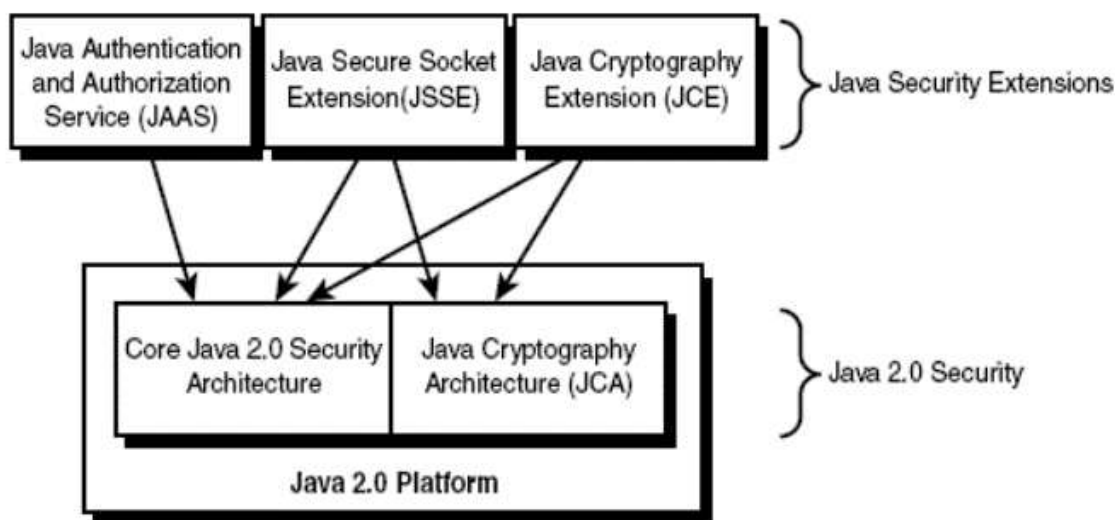 Java Authentication
and Authorization
Service (JAAS)
Java Secure Socket
Extension(JSSE)
Java Cryptography
Extension (JCE)
Java Security Extensions
Core Java 2.0 Security
Architecture
Java Cryptography
Architecture (JCA)
Java 2.0 Security
Java 2.0 Platform